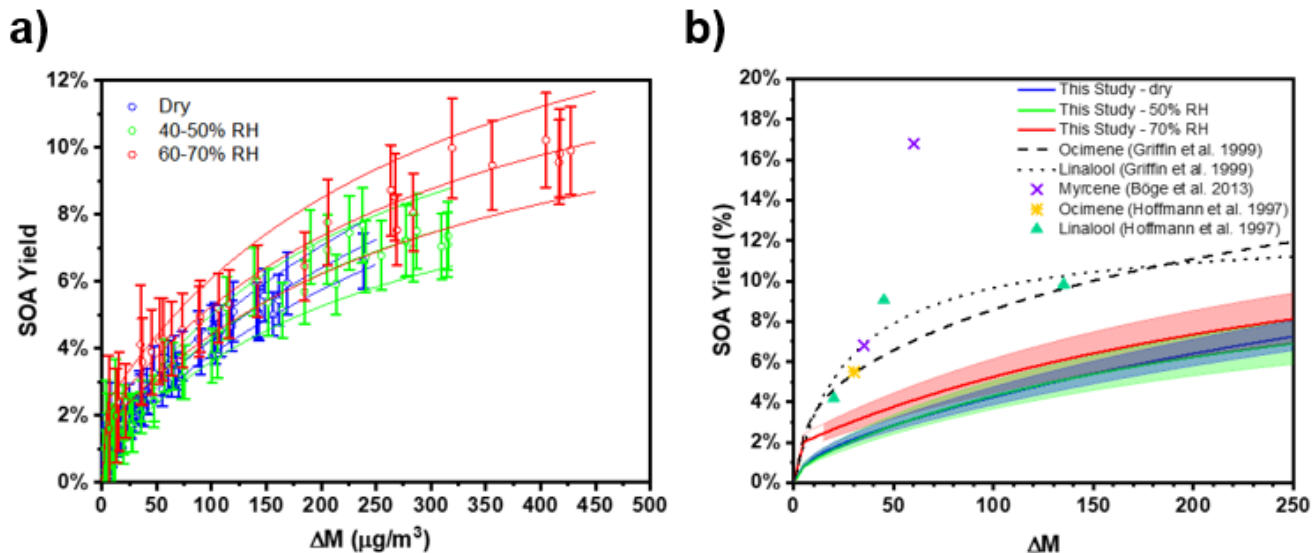 a)
12%
10%
8%
6%
4%
2%
0%
SOA Yield
Dry
40-50% RH
60-70% RH
0 50 100 150 200 250 300 350 400 450 500
ΔM (μg/m³)
b)
20%
18%
16%
14%
12%
10%
8%
6%
4%
2%
0%
SOA Yield (%)
This Study - dry
This Study - 50% RH
This Study - 70% RH
Ocimene (Griffin et al. 1999)
Linalool (Griffin et al. 1999)
Myrcene (Böge et al. 2013)
Ocimene (Hoffmann et al. 1997)
Linalool (Hoffmann et al. 1997)
0 50 100 150 200 250
ΔM